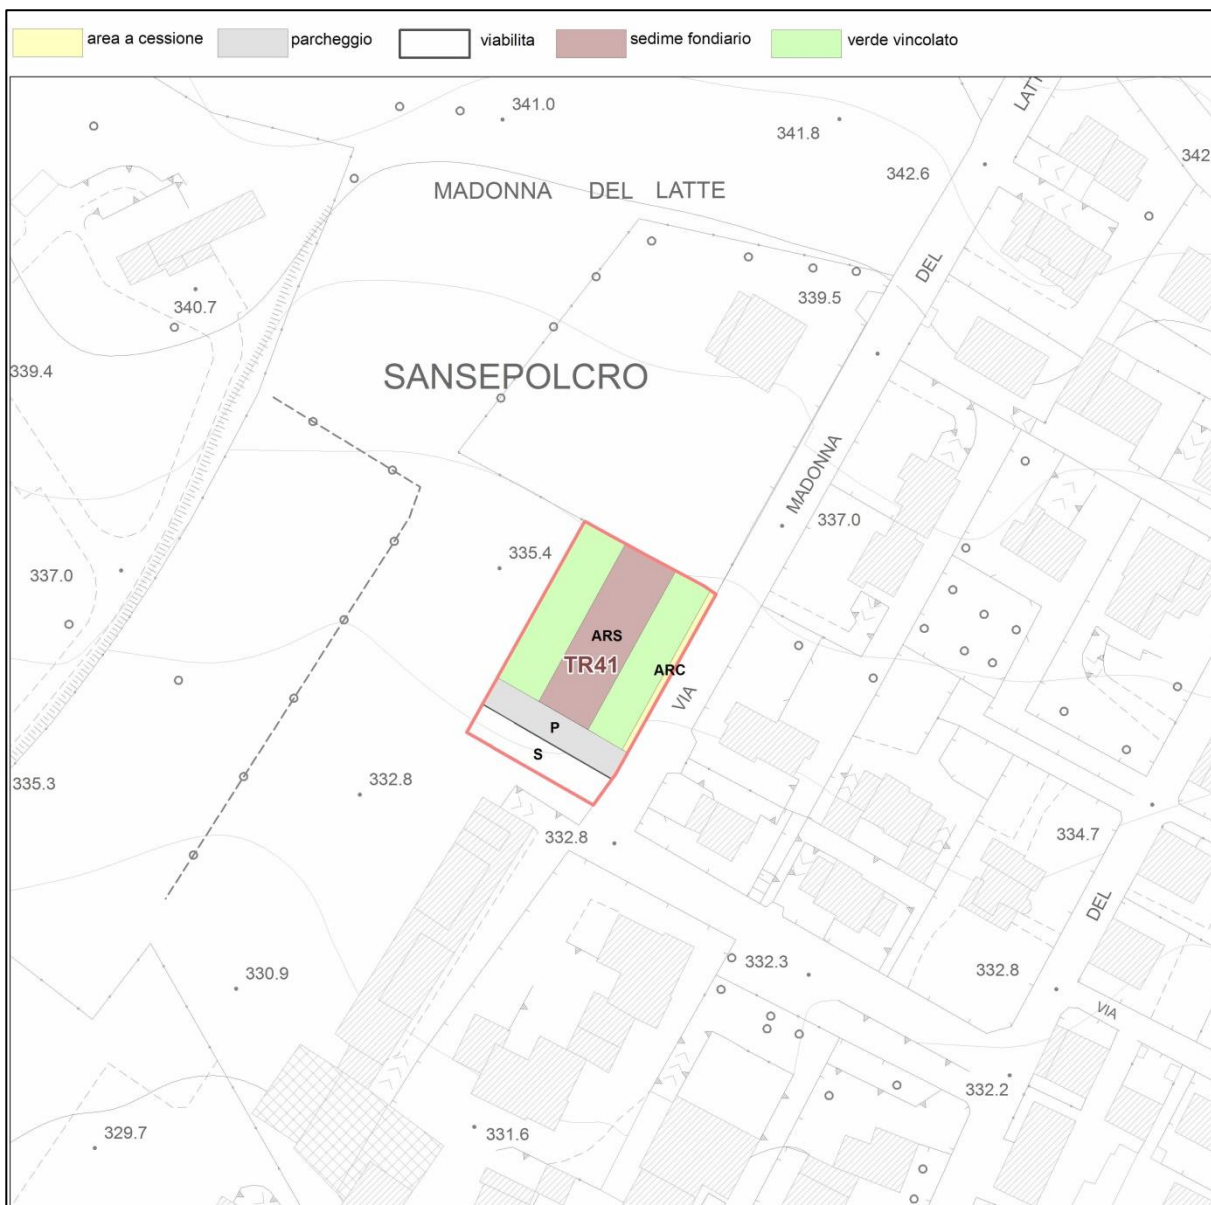 area a cessione
parcheggio
viabilita
sedime fondiario
verde vincolato
341.0
341.8
LATT
342
342.6
MADONNA DEL LATTE
DEL
340.7
339.5
339.4
SANSEPOLCRO
MADONNA
337.0
335.4
337.0
ARS
TR41
ARC
VIA
P
S
335.3
332.8
332.8
334.7
DEL
330.9
332.3
332.8
VIA
332.2
329.7
331.6